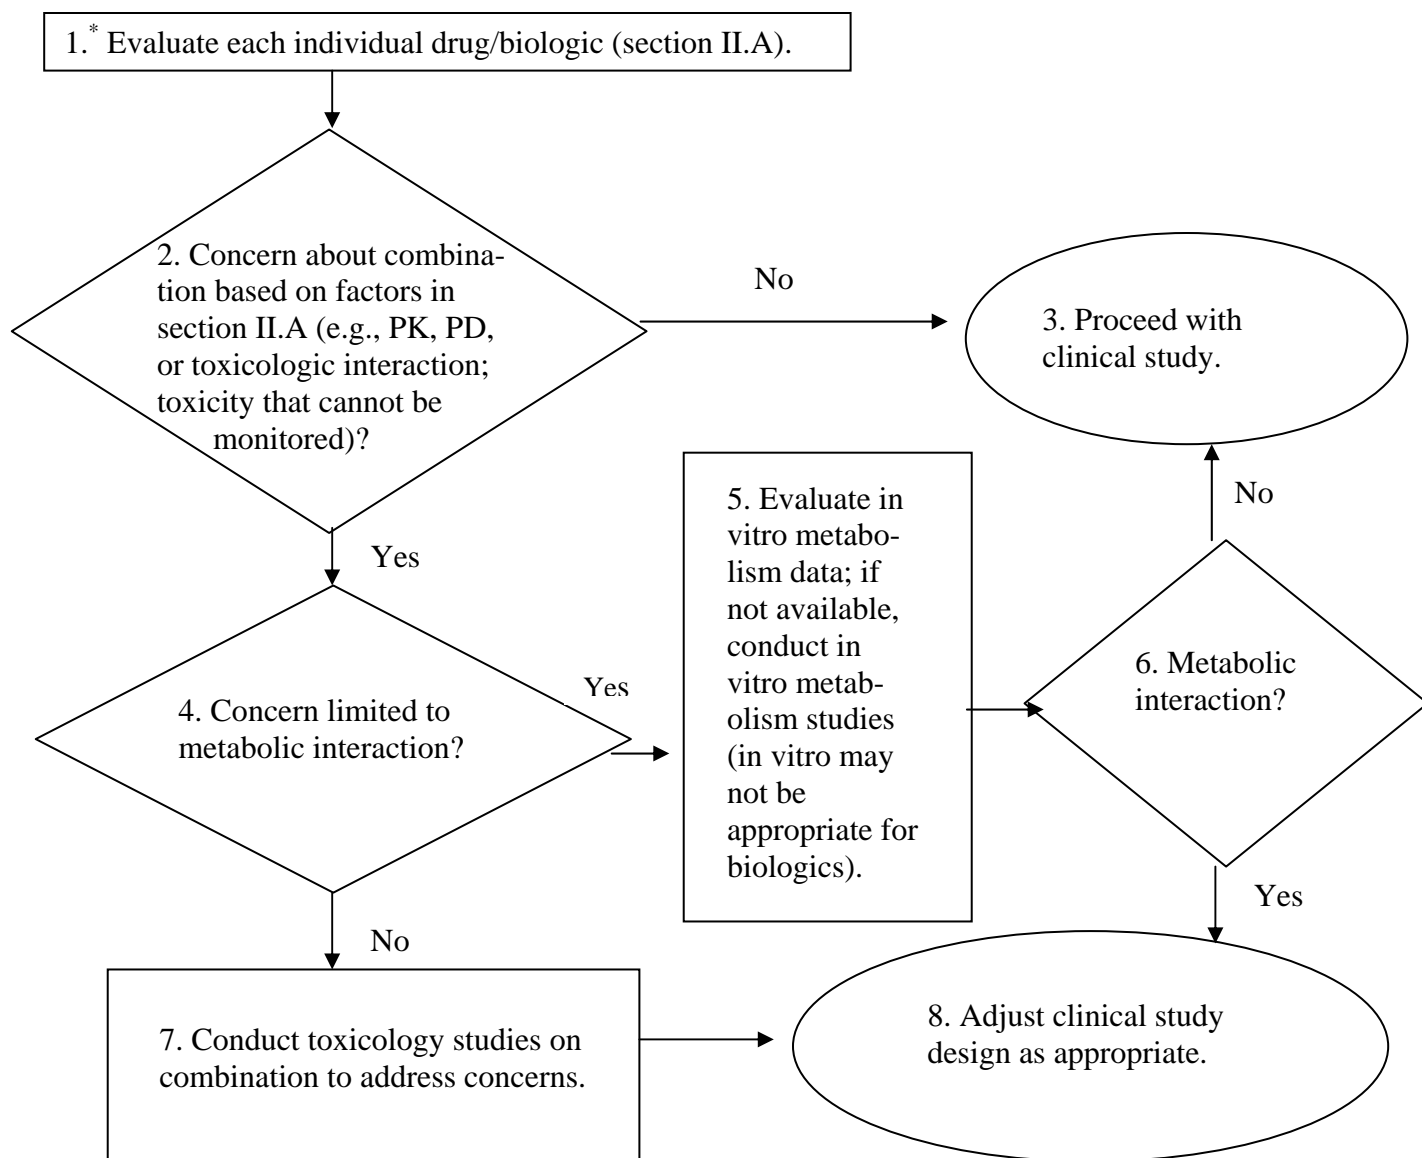 1.* Evaluate each individual drug/biologic (section II.A).
2. Concern about combina-
tion based on factors in
section II.A (e.g., PK, PD,
or toxicologic interaction;
toxicity that cannot be
monitored)?
No
3. Proceed with
clinical study.
Yes
4. Concern limited to
metabolic interaction?
Yes
5. Evaluate in
vitro metabo-
lism data; if
not available,
conduct in
vitro metab-
olism studies
(in vitro may
not be
appropriate for
biologics).
No
6. Metabolic
interaction?
Yes
No
7. Conduct toxicology studies on
combination to address concerns.
8. Adjust clinical study
design as appropriate.